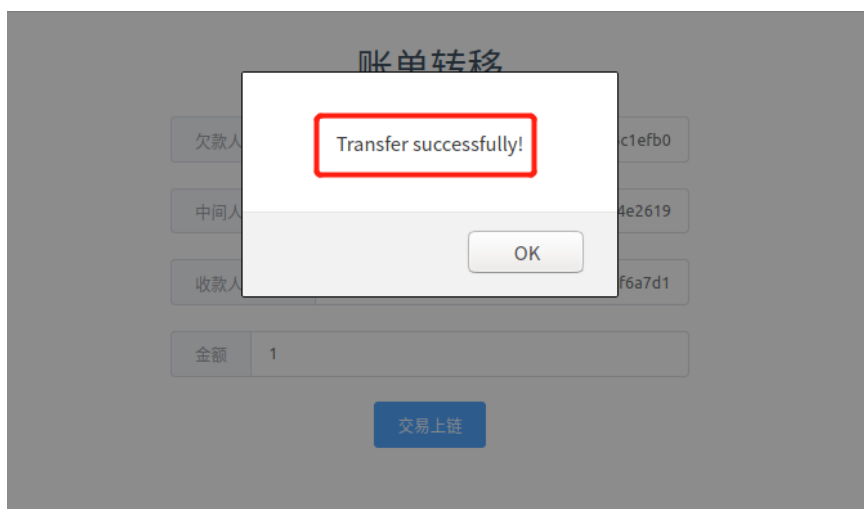 账单转移
Transfer successfully!
欠款人
c1efb0
中间人
4e2619
OK
收款人
f6a7d1
金额
1
交易上链